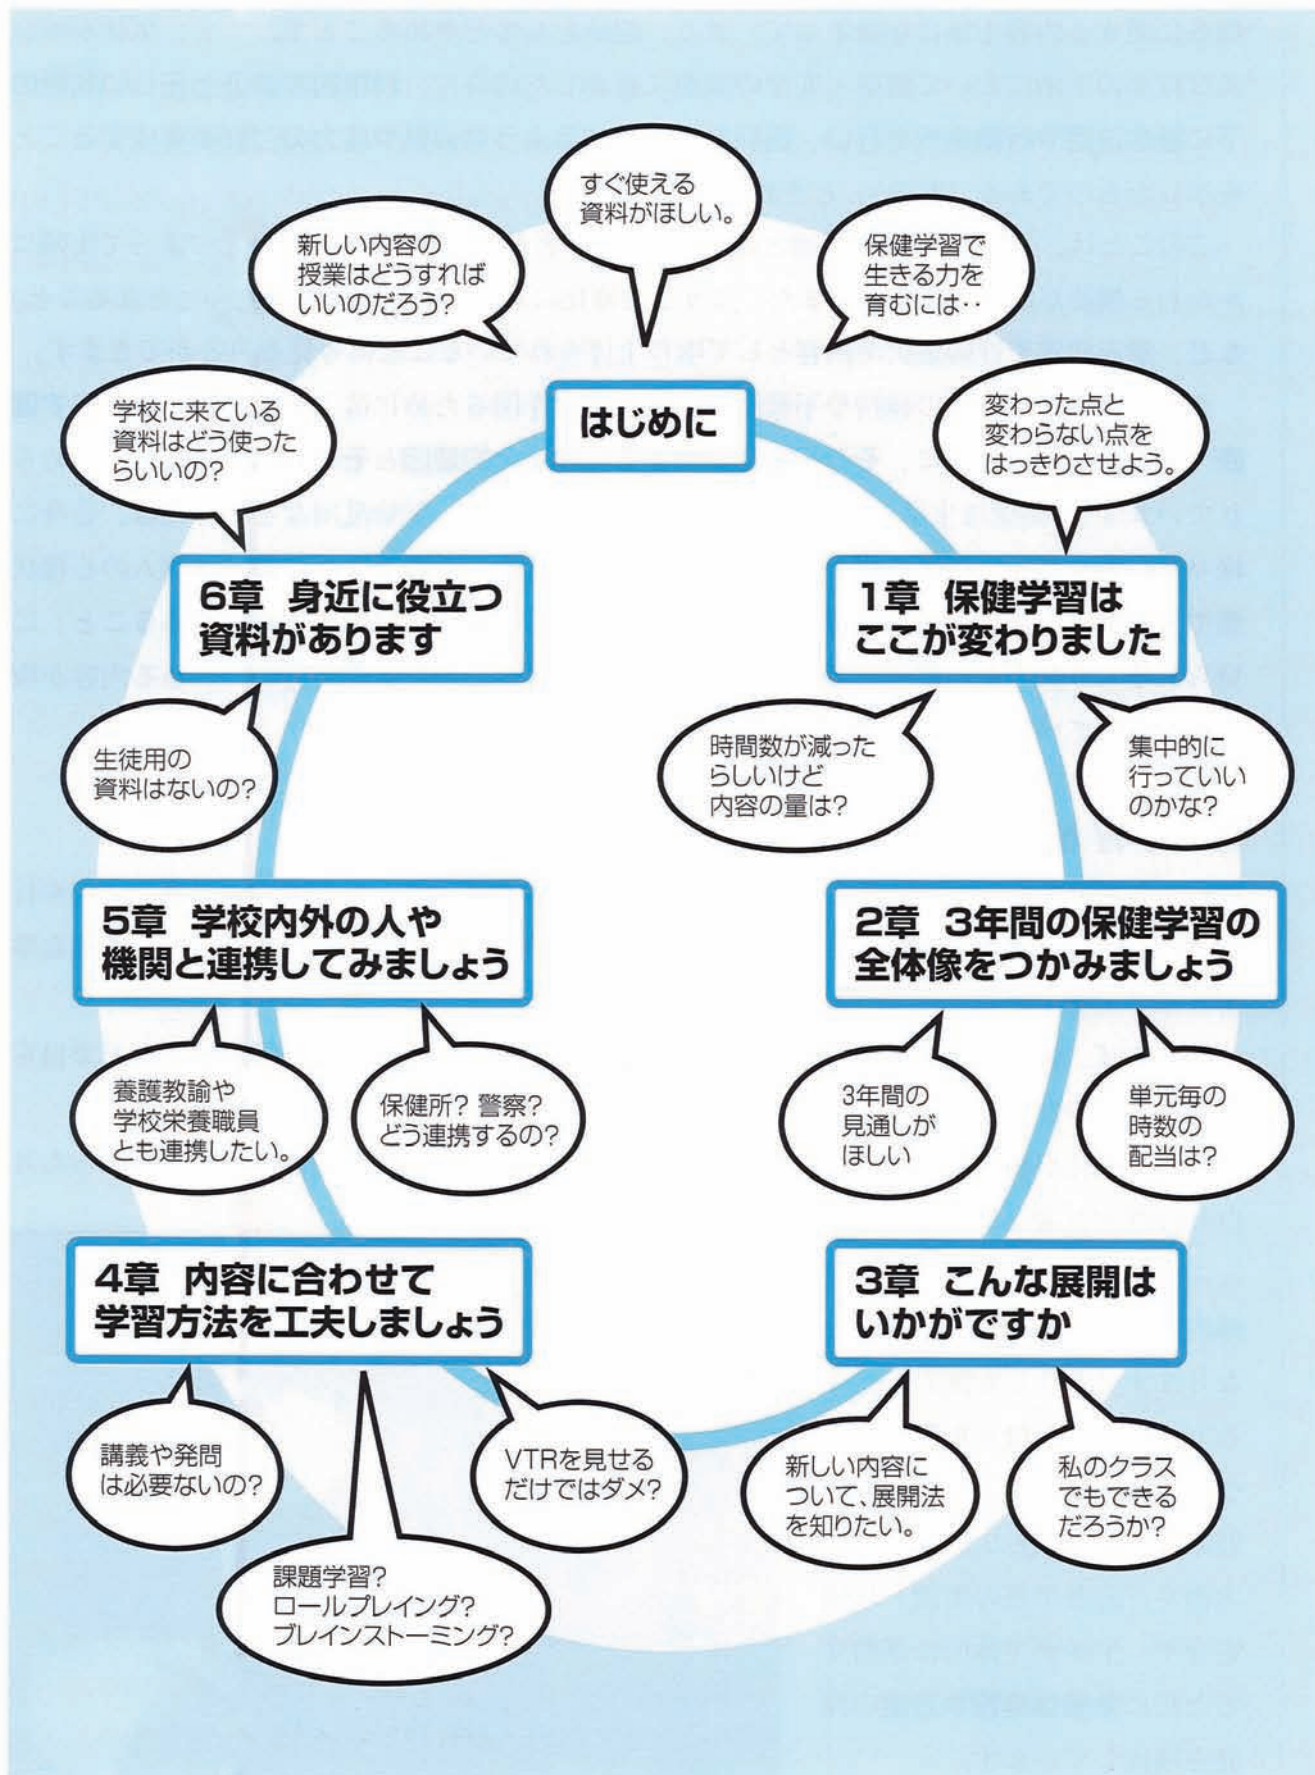 すぐ使える
資料がほしい。
新しい内容の
授業はどうすれば
いいのだろう?
保健学習で
生きる力を
育むには‥
はじめに
学校に来ている
資料はどう使った
らいいの?
変わった点と
変わらない点を
はっきりさせよう。
6章 身近に役立つ
資料があります
1章 保健学習は
ここが変わりました
生徒用の
資料はないの?
時間数が減った
らしいけど
内容の量は?
集中的に
行っていい
のかな?
5章 学校内外の人や
機関と連携してみましょう
2章 3年間の保健学習の
全体像をつかみましょう
養護教諭や
学校栄養職員
とも連携したい。
保健所? 警察?
どう連携するの?
3年間の
見通しが
ほしい
単元毎の
時数の
配当は?
4章 内容に合わせて
学習方法を工夫しましょう
3章 こんな展開は
いかがですか
講義や発問
は必要ないの?
課題学習?
ロールプレイング?
ブレインストーミング?
VTRを見せる
だけではダメ?
新しい内容に
ついて、展開法
を知りたい。
私のクラス
でもできる
だろうか?